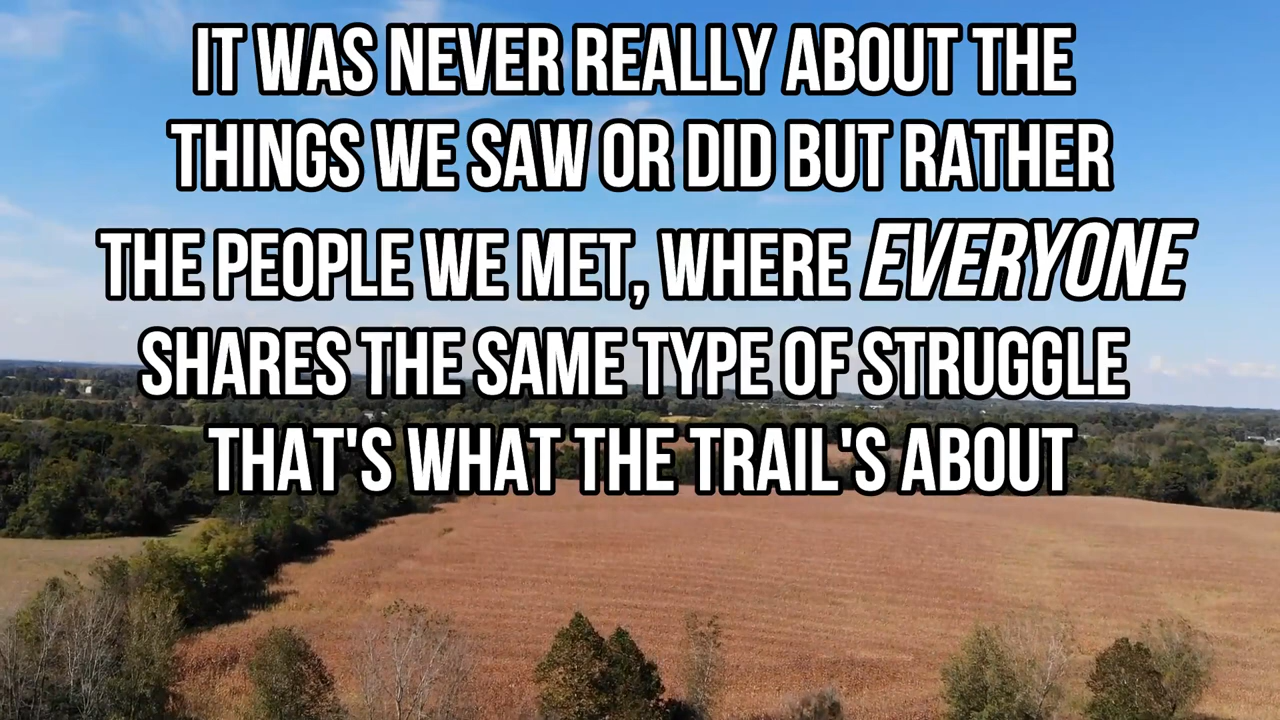 IT WAS NEVER REALLY ABOUT THE
THINGS WE SAW OR DID BUT RATHER
THE PEOPLE WE MET, WHERE EVERYONE
SHARES THE SAME TYPE OF STRUGGLE
THAT'S WHAT THE TRAIL'S ABOUT